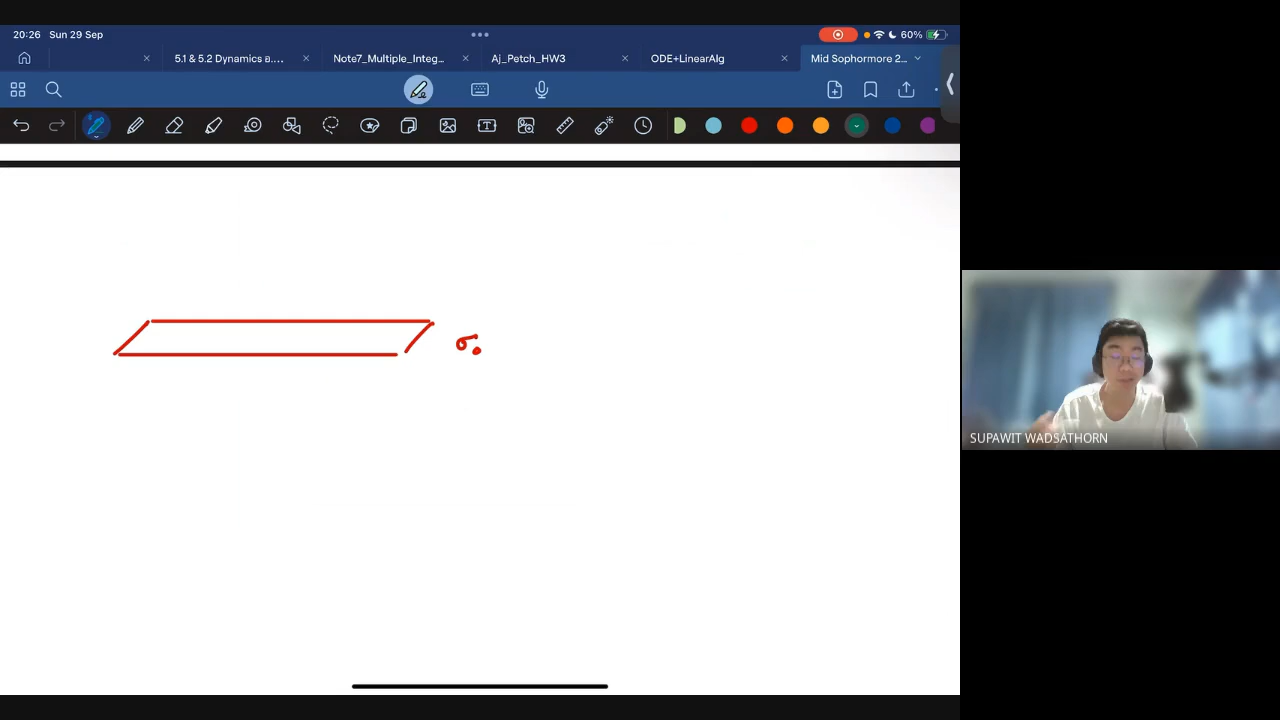 20:26 Sun 29 Sep
60%
5.1 & 5.2 Dynamics a....
Note7_Multiple_Integ...
Aj_Petch_HW3
ODE+LinearAlg
Mid Sophormore 2...
σ₀
SUPAWIT WADSATHORN